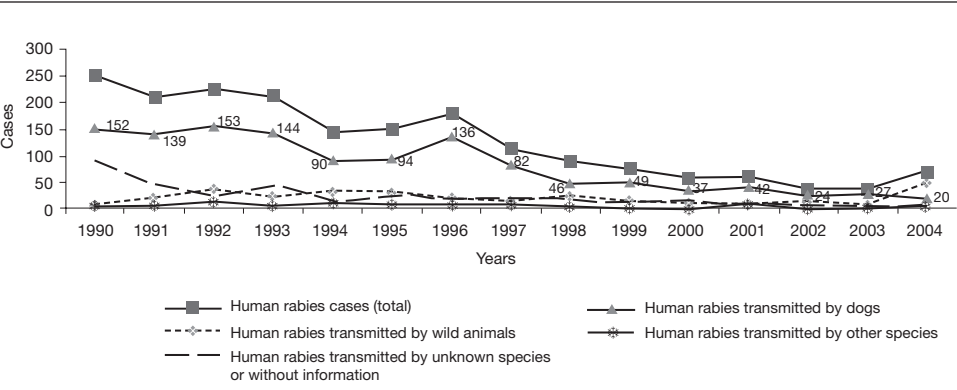 300
250
200
150
100
50
0
Cases
152
139
153
144
90
94
136
82
46
49
37
42
24
27
20
1990 1991 1992 1993 1994 1995 1996 1997 1998 1999 2000 2001 2002 2003 2004
Years
Human rabies cases (total)
Human rabies transmitted by dogs
Human rabies transmitted by wild animals
Human rabies transmitted by other species
Human rabies transmitted by unknown species
or without information